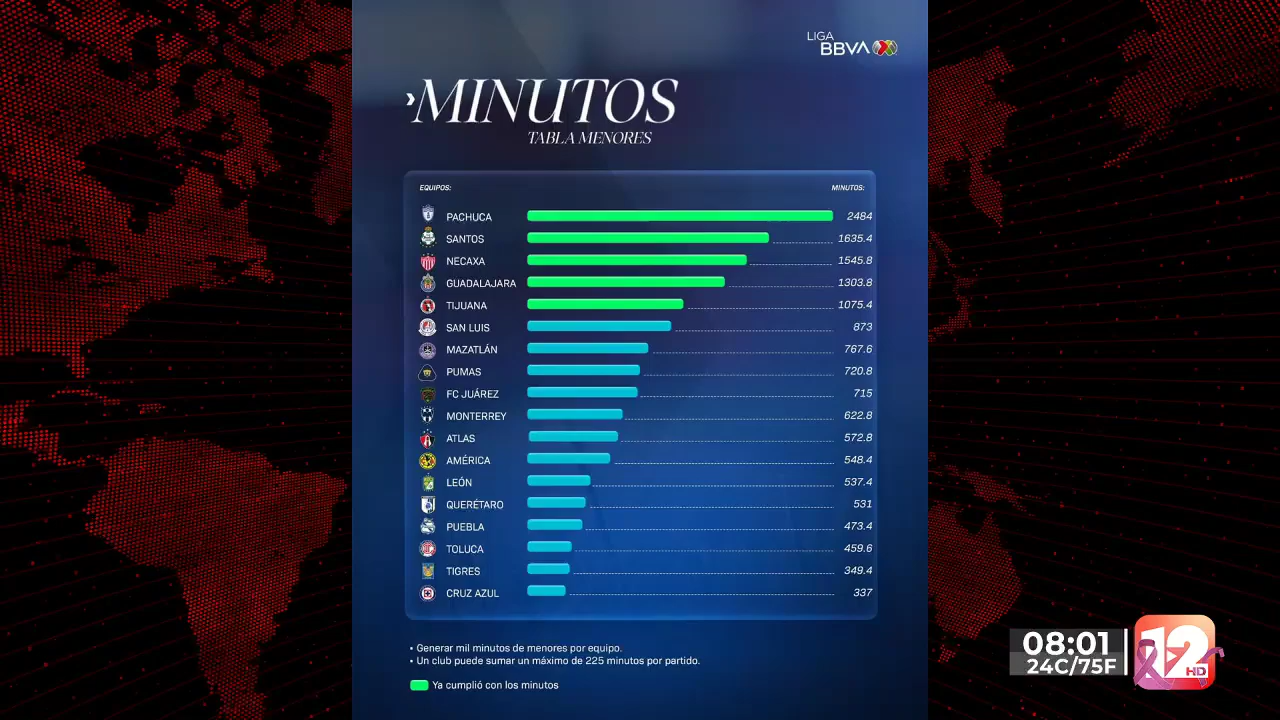 LIGA
BBVA
MINUTOS
TABLA MENORES
EQUIPOS: MINUTOS:
PACHUCA 2484
SANTOS 1635.4
NECAXA 1545.8
GUADALAJARA 1303.8
TIJUANA 1075.4
SAN LUIS 873
MAZATLÁN 767.6
PUMAS 720.8
FC JUÁREZ 715
MONTERREY 622.8
ATLAS 572.8
AMÉRICA 548.4
LEÓN 537.4
QUERÉTARO 531
PUEBLA 473.4
TOLUCA 459.6
TIGRES 349.4
CRUZ AZUL 337
• Generar mil minutos de menores por equipo.
• Un club puede sumar un máximo de 225 minutos por partido.
Ya cumplió con los minutos
08:01
24C/75F
12
HD